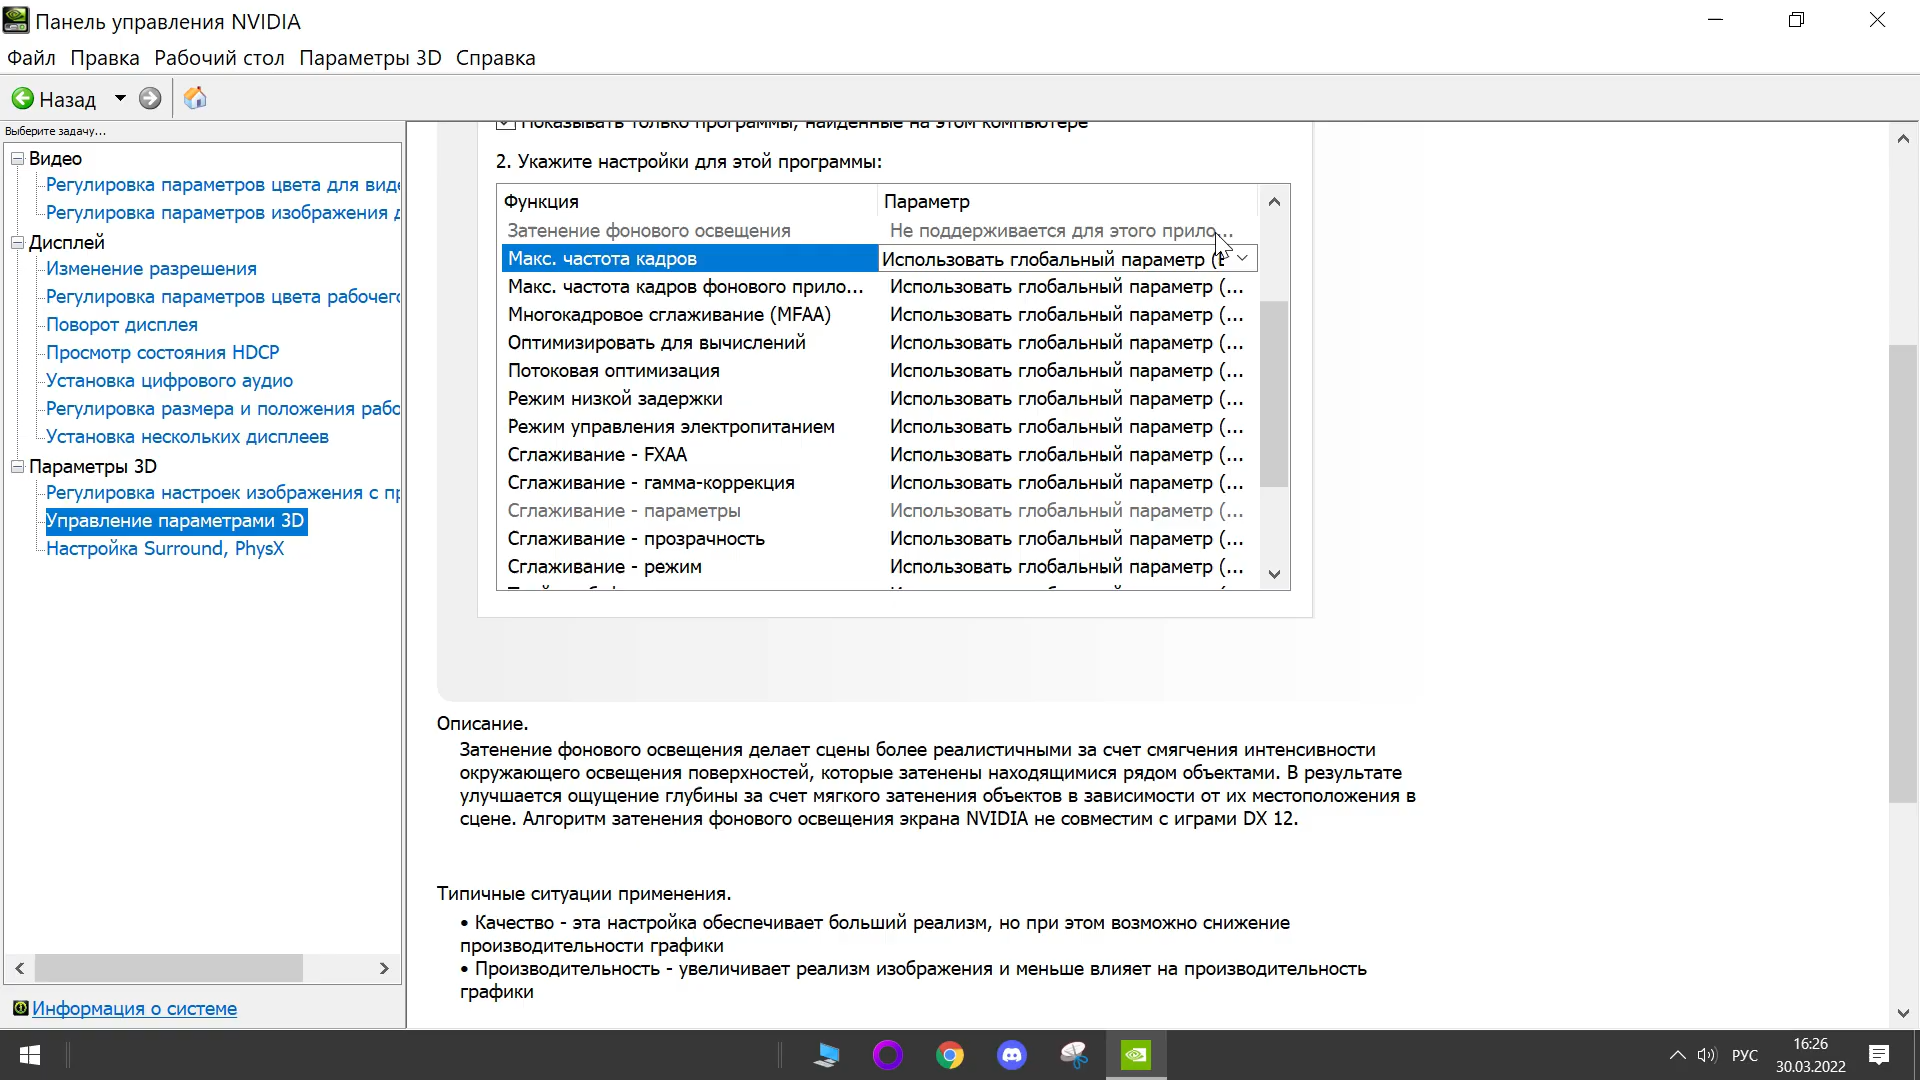 Панель управления NVIDIA
Файл Правка Рабочий стол Параметры 3D Справка
Назад
Выберите задачу...
Видео
Регулировка параметров цвета для виде
Регулировка параметров изображения д
Дисплей
Изменение разрешения
Регулировка параметров цвета рабочего
Поворот дисплея
Просмотр состояния HDCP
Установка цифрового аудио
Регулировка размера и положения рабо
Установка нескольких дисплеев
Параметры 3D
Регулировка настроек изображения с пр
Управление параметрами 3D
Настройка Surround, PhysX
Информация о системе
Показывать только программы, найденные на этом компьютере
2. Укажите настройки для этой программы:
Функция Параметр
Затенение фонового освещения Не поддерживается для этого прило...
Макс. частота кадров Использовать глобальный параметр (В
Макс. частота кадров фонового прило... Использовать глобальный параметр (...
Многокадровое сглаживание (MFAA) Использовать глобальный параметр (...
Оптимизировать для вычислений Использовать глобальный параметр (...
Потоковая оптимизация Использовать глобальный параметр (...
Режим низкой задержки Использовать глобальный параметр (...
Режим управления электропитанием Использовать глобальный параметр (...
Сглаживание - FXAA Использовать глобальный параметр (...
Сглаживание - гамма-коррекция Использовать глобальный параметр (...
Сглаживание - параметры Использовать глобальный параметр (...
Сглаживание - прозрачность Использовать глобальный параметр (...
Сглаживание - режим Использовать глобальный параметр (...
Описание.
Затенение фонового освещения делает сцены более реалистичными за счет смягчения интенсивности
окружающего освещения поверхностей, которые затенены находящимися рядом объектами. В результате
улучшается ощущение глубины за счет мягкого затенения объектов в зависимости от их местоположения в
сцене. Алгоритм затенения фонового освещения экрана NVIDIA не совместим с играми DX 12.
Типичные ситуации применения.
• Качество - эта настройка обеспечивает больший реализм, но при этом возможно снижение
производительности графики
• Производительность - увеличивает реализм изображения и меньше влияет на производительность
графики
РУС
16:26
30.03.2022